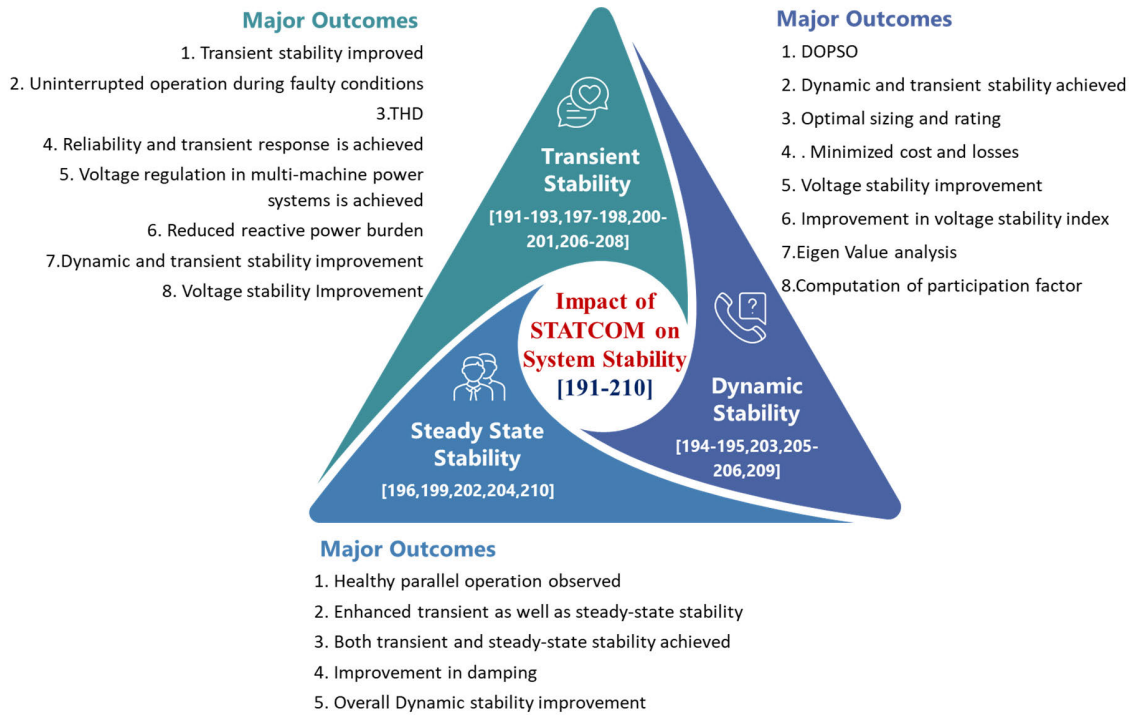 Major Outcomes
1. Transient stability improved
2. Uninterrupted operation during faulty conditions
3.THD
4. Reliability and transient response is achieved
5. Voltage regulation in multi-machine power
systems is achieved
6. Reduced reactive power burden
7.Dynamic and transient stability improvement
8. Voltage stability Improvement
Major Outcomes
1. DOPSO
2. Dynamic and transient stability achieved
3. Optimal sizing and rating
4. . Minimized cost and losses
5. Voltage stability improvement
6. Improvement in voltage stability index
7.Eigen Value analysis
8.Computation of participation factor
Transient
Stability
[191-193,197-198,200-
201,206-208]
Impact of
STATCOM on
System Stability
[191-210]
?
Dynamic
Stability
[194-195,203,205-
206,209]
Steady State
Stability
[196,199,202,204,210]
Major Outcomes
1. Healthy parallel operation observed
2. Enhanced transient as well as steady-state stability
3. Both transient and steady-state stability achieved
4. Improvement in damping
5. Overall Dynamic stability improvement